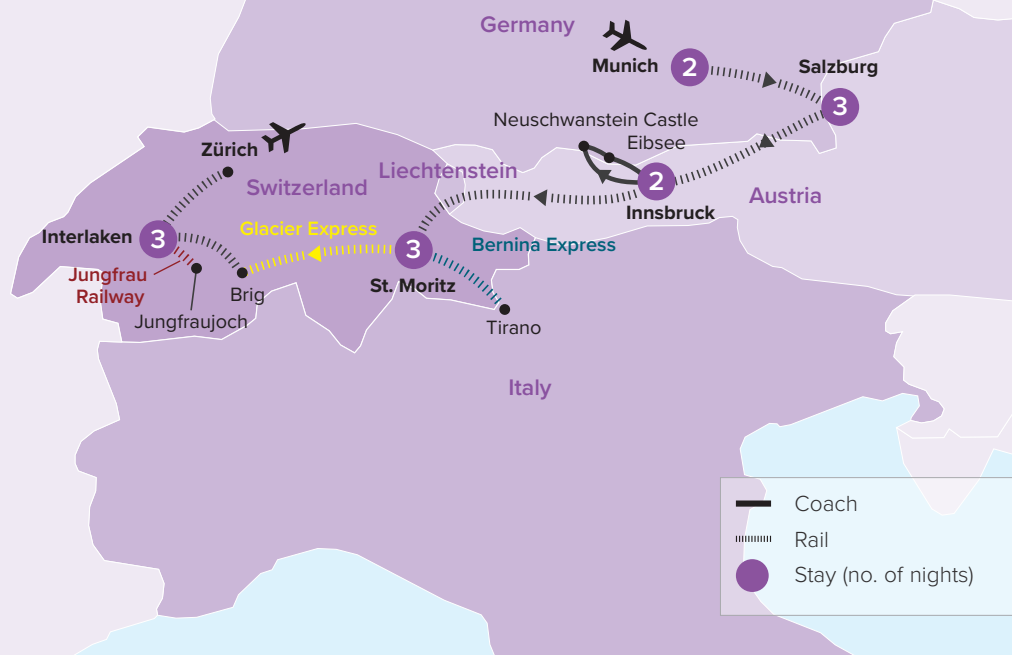 Germany
Munich
2
Salzburg
3
Neuschwanstein Castle
Eibsee
Zürich
Liechtenstein
Switzerland
2
Austria
Innsbruck
Interlaken
3
Glacier Express
3
Bernina Express
Jungfrau
Railway
St. Moritz
Brig
Jungfraujoch
Tirano
Italy
Coach
Rail
Stay (no. of nights)